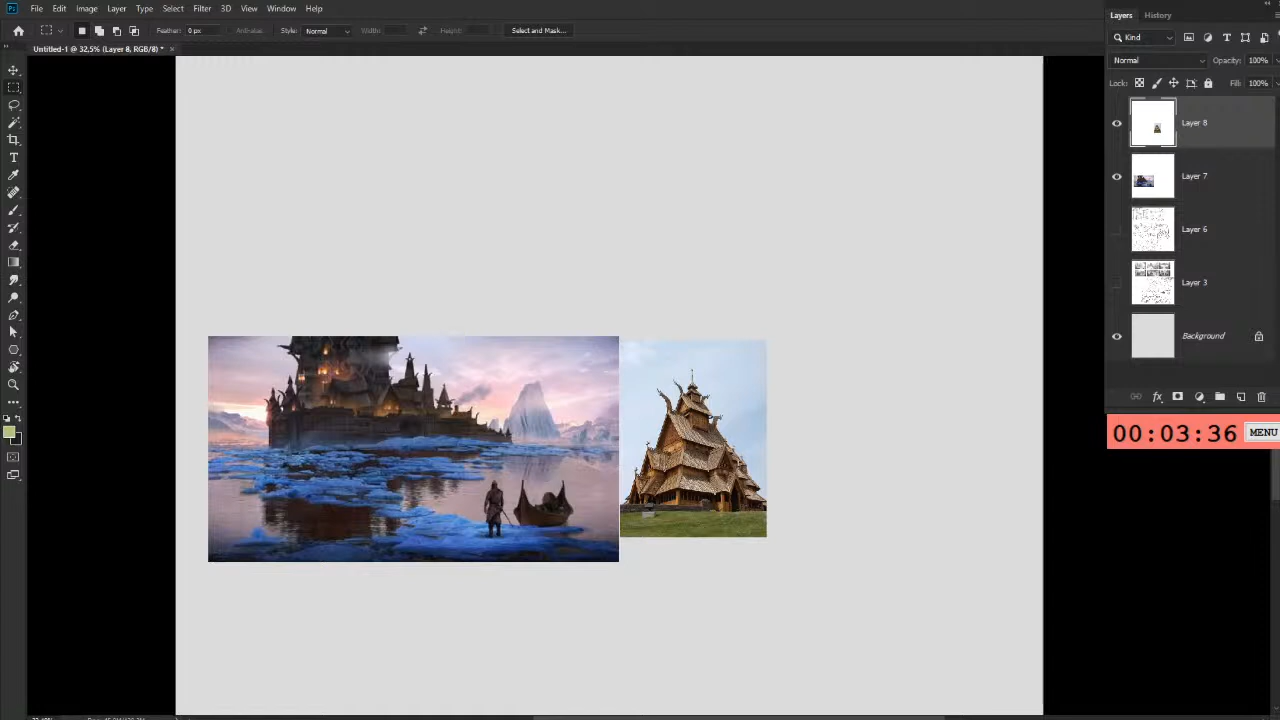 Ps File Edit Image Layer Type Select Filter 3D View Window Help
Feather: 0 px Anti-alias Style: Normal Width: Height: Select and Mask...
Untitled-1 @ 32,5% (Layer 8, RGB/8) * ×
Layers History
Kind
Normal Opacity: 100%
Lock: Fill: 100%
Layer 8
Layer 7
Layer 6
Layer 3
Background
00:03:36 MENU